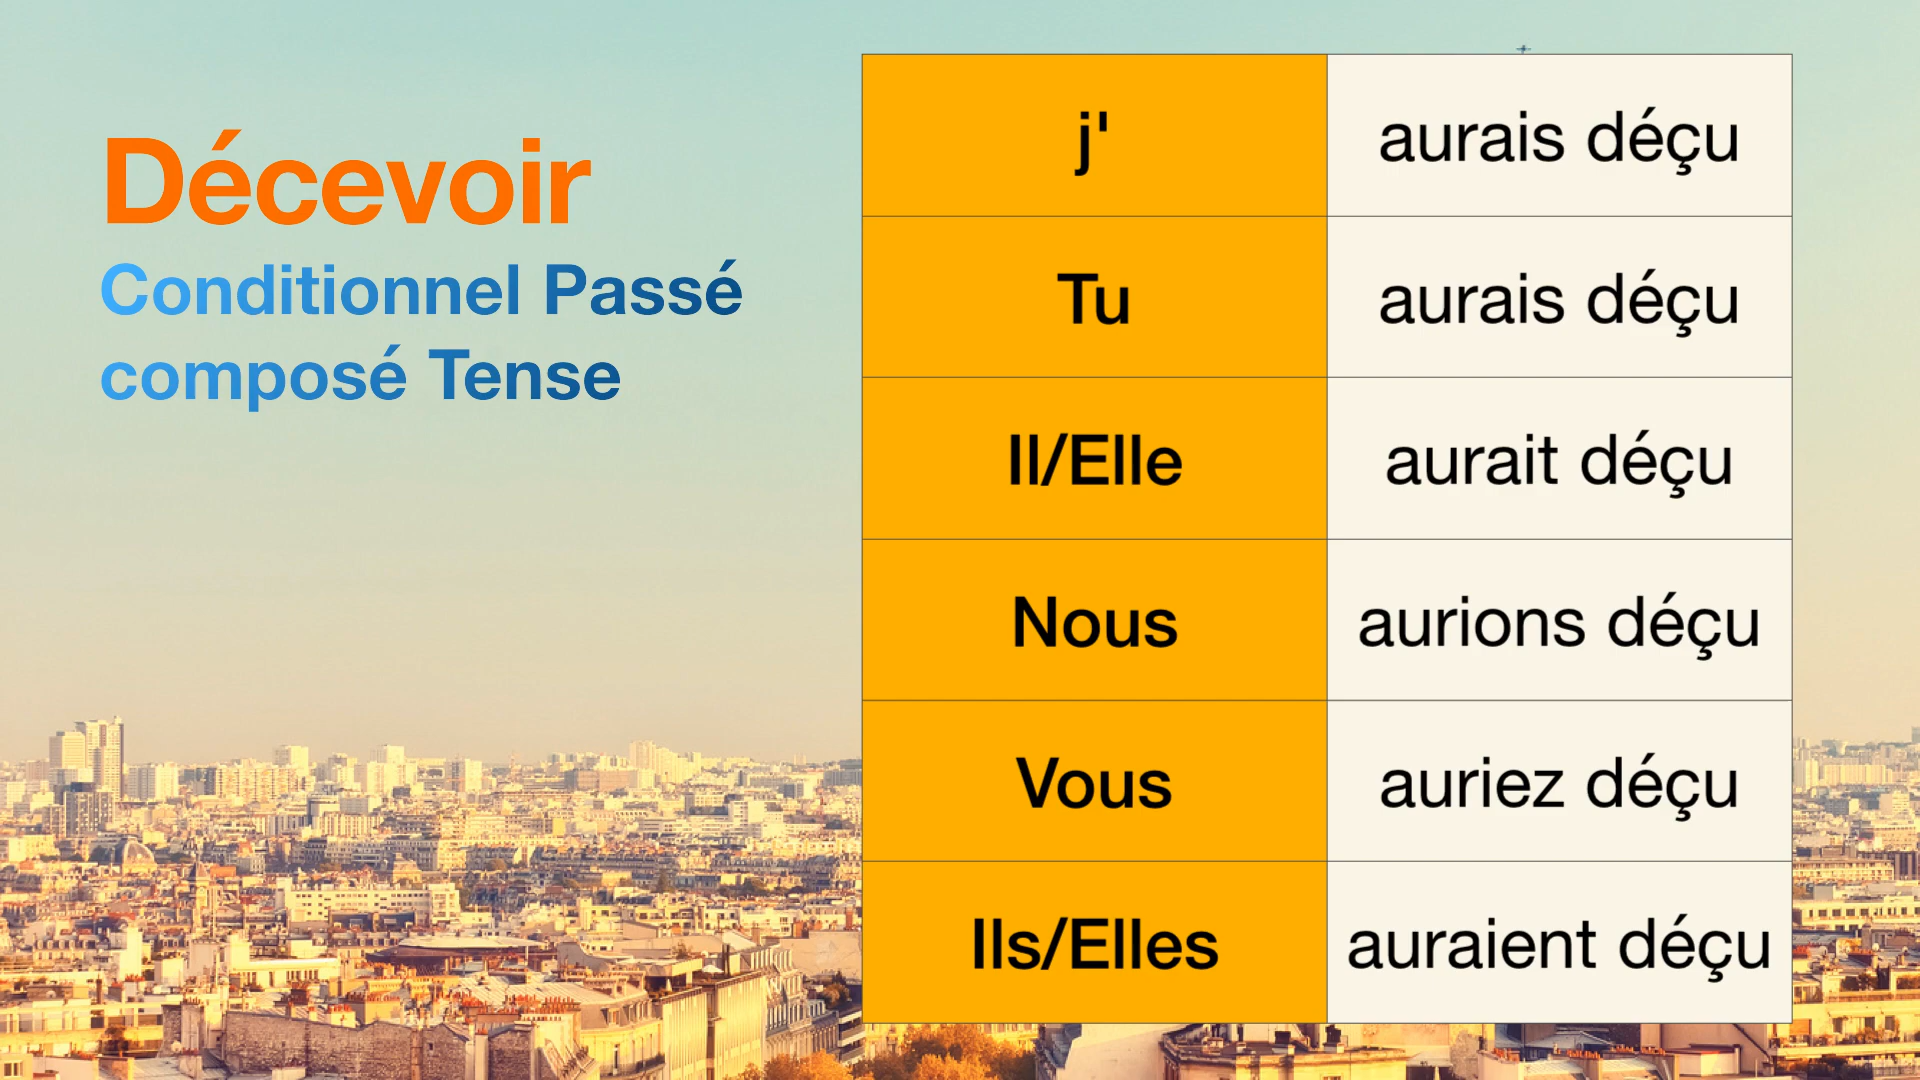 Décevoir
Conditionnel Passé
composé Tense
j' aurais déçu
Tu aurais déçu
Il/Elle aurait déçu
Nous aurions déçu
Vous auriez déçu
Ils/Elles auraient déçu